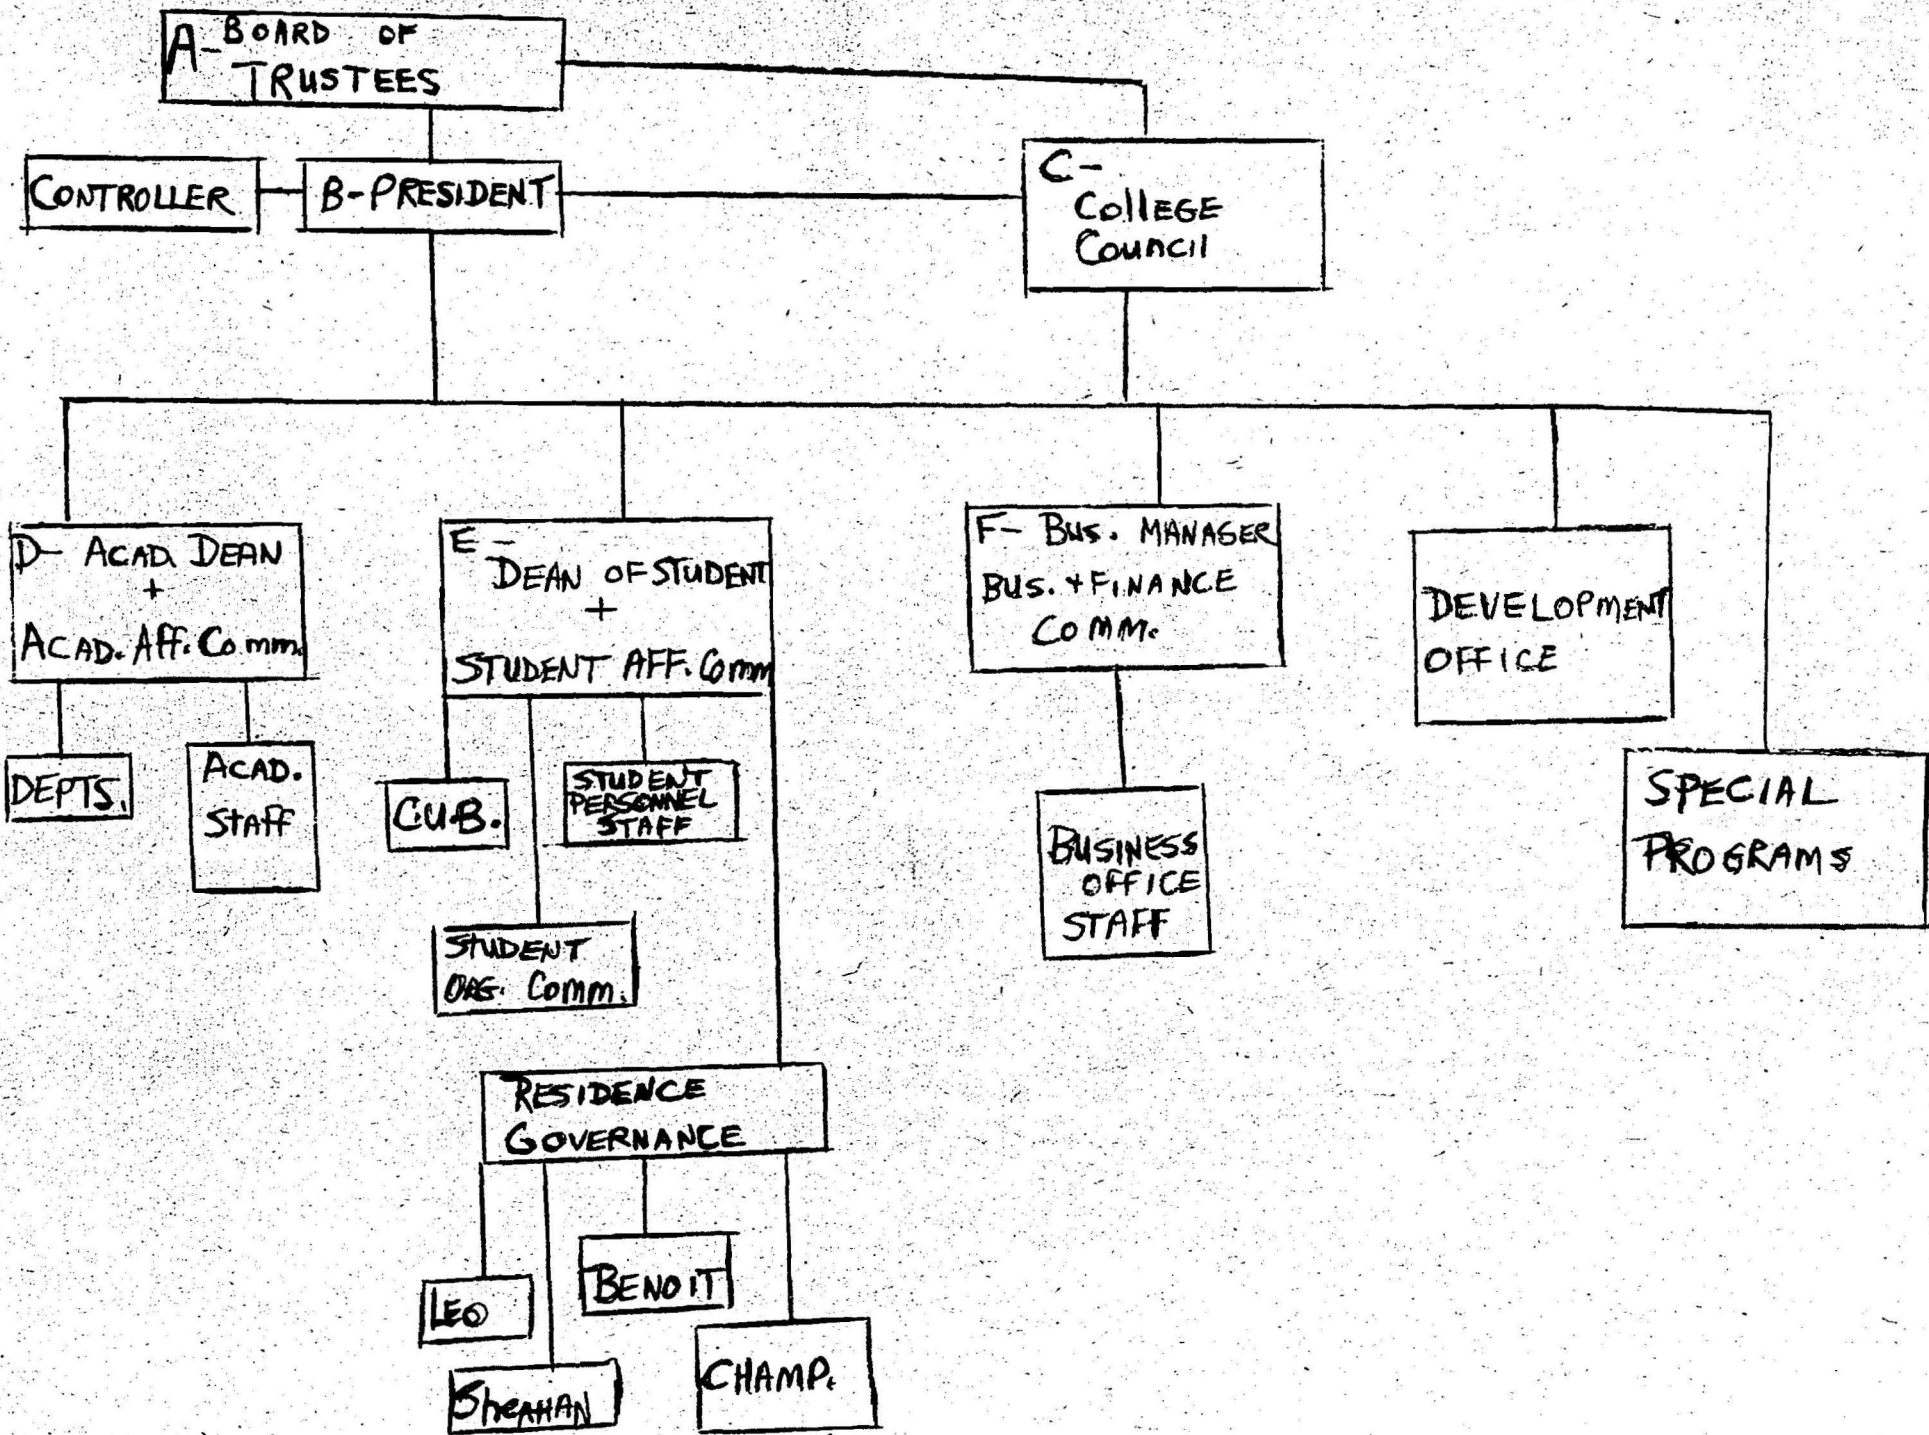 A- BOARD OF
TRUSTEES
CONTROLLER
B-PRESIDENT
C-
COllEGE
COUNCIl
D- ACAD. DEAN
+
ACAD. Aff. Comm.
E-
DEAN OF STUDENT
+
STUDENT AFF. Comm
F- BUS. MANAGER
BUS. + FINANCE
COMM.
DEVELOPMENT
OFFICE
SPECIAL
PROGRAMS
DEPTS.
ACAD.
STAFF
C.U.B.
STUDENT
PERSONNEL
STAFF
STUDENT
ORG. Comm.
BUSINESS
OFFICE
STAFF
RESIDENCE
GOVERNANCE
LEO
SheAHAN
BENOIT
CHAMP.